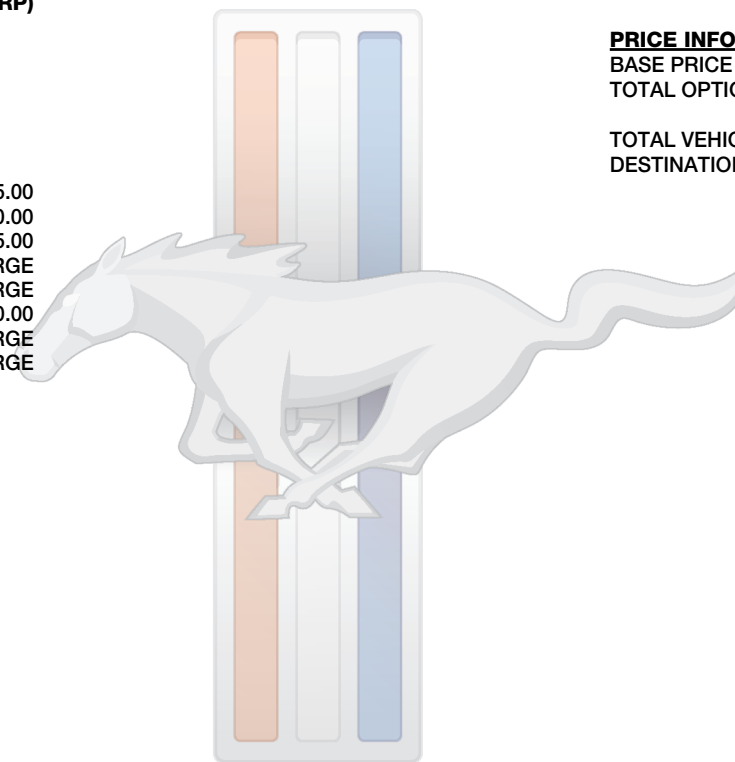 RP)
5.00
0.00
5.00
RGE
RGE
0.00
RGE
RGE
PRICE INFO
BASE PRICE
TOTAL OPTIO
TOTAL VEHIC
DESTINATION